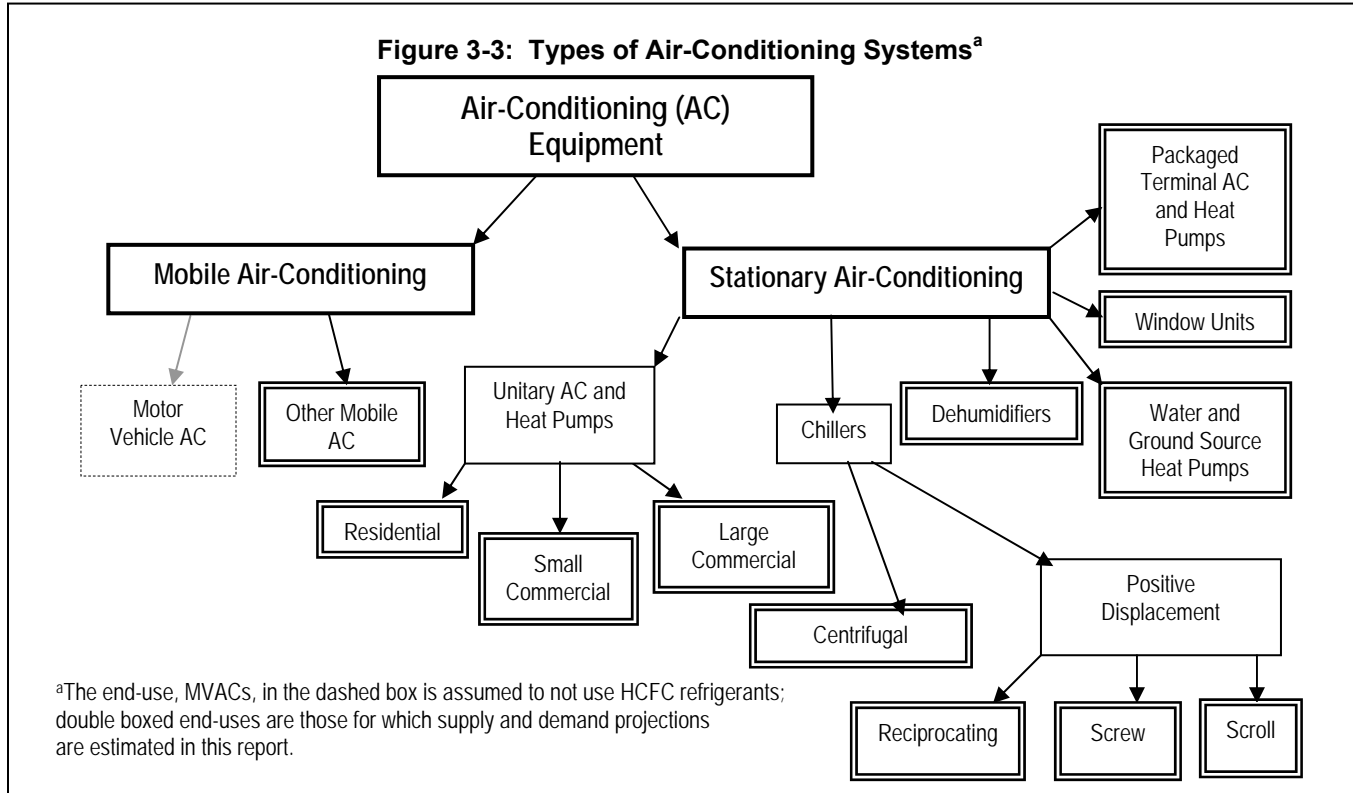 Figure 3-3: Types of Air-Conditioning Systemsa
Air-Conditioning (AC)
Equipment
Mobile Air-Conditioning
Stationary Air-Conditioning
Packaged
Terminal AC
and Heat
Pumps
Window Units
Water and
Ground Source
Heat Pumps
Motor
Vehicle AC
Other Mobile
AC
Unitary AC and
Heat Pumps
Chillers
Dehumidifiers
Residential
Small
Commercial
Large
Commercial
Centrifugal
Positive
Displacement
Reciprocating
Screw
Scroll
aThe end-use, MVACs, in the dashed box is assumed to not use HCFC refrigerants;
double boxed end-uses are those for which supply and demand projections
are estimated in this report.